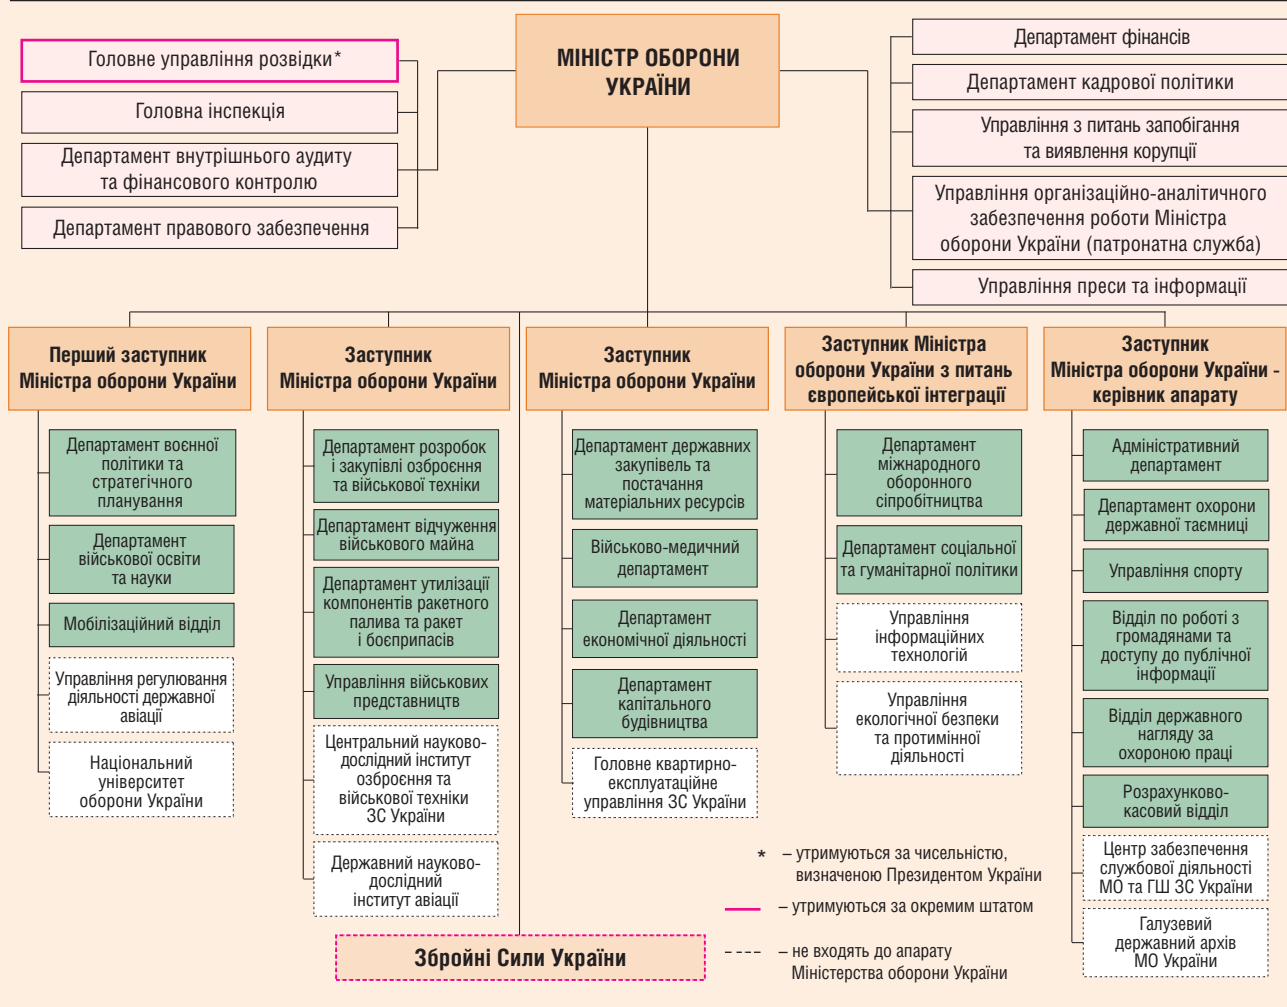 МІНІСТР ОБОРОНИ
УКРАЇНИ
Головне управління розвідки*
Головна інспекція
Департамент внутрішнього аудиту
та фінансового контролю
Департамент правового забезпечення
Департамент фінансів
Департамент кадрової політики
Управління з питань запобігання
та виявлення корупції
Управління організаційно-аналітичного
забезпечення роботи Міністра
оборони України (патронатна служба)
Управління преси та інформації
Перший заступник
Міністра оборони України
Департамент воєнної
політики та
стратегічного
планування
Департамент
військової освіти
та науки
Мобілізаційний відділ
Управління регулювання
діяльності державної
авіації
Національний
університет
оборони України
Заступник
Міністра оборони України
Департамент розробок
і закупівлі озброєння
та військової техніки
Департамент відчуження
військового майна
Департамент утилізації
компонентів ракетного
палива та ракет
і боєприпасів
Управління військових
представництв
Центральний науково-
дослідний інститут
озброєння та
військової техніки
ЗС України
Державний науково-
дослідний
інститут авіації
Заступник
Міністра оборони України
Департамент державних
закупівель та
постачання
матеріальних ресурсів
Військово-медичний
департамент
Департамент
економічної діяльності
Департамент
капітального
будівництва
Головне квартирно-
експлуатаційне
управління ЗС України
Заступник Міністра
оборони України з питань
європейської інтеграції
Департамент
міжнародного
оборонного
сіпробітництва
Департамент соціальної
та гуманітарної політики
Управління
інформаційних
технологій
Управління
екологічної безпеки
та протимінної
діяльності
Заступник
Міністра оборони України -
керівник апарату
Адміністративний
департамент
Департамент охорони
державної таємниці
Управління спорту
Відділ по роботі з
громадянами та
доступу до публічної
інформації
Відділ державного
нагляду за
охороною праці
Розрахунково-
касовий відділ
Центр забезпечення
службової діяльності
МО та ГШ ЗС України
Галузевий
державний архів
МО України
Збройні Сили України
* – утримуються за чисельністю,
визначеною Президентом України
– утримуються за окремим штатом
– не входять до апарату
Міністерства оборони України